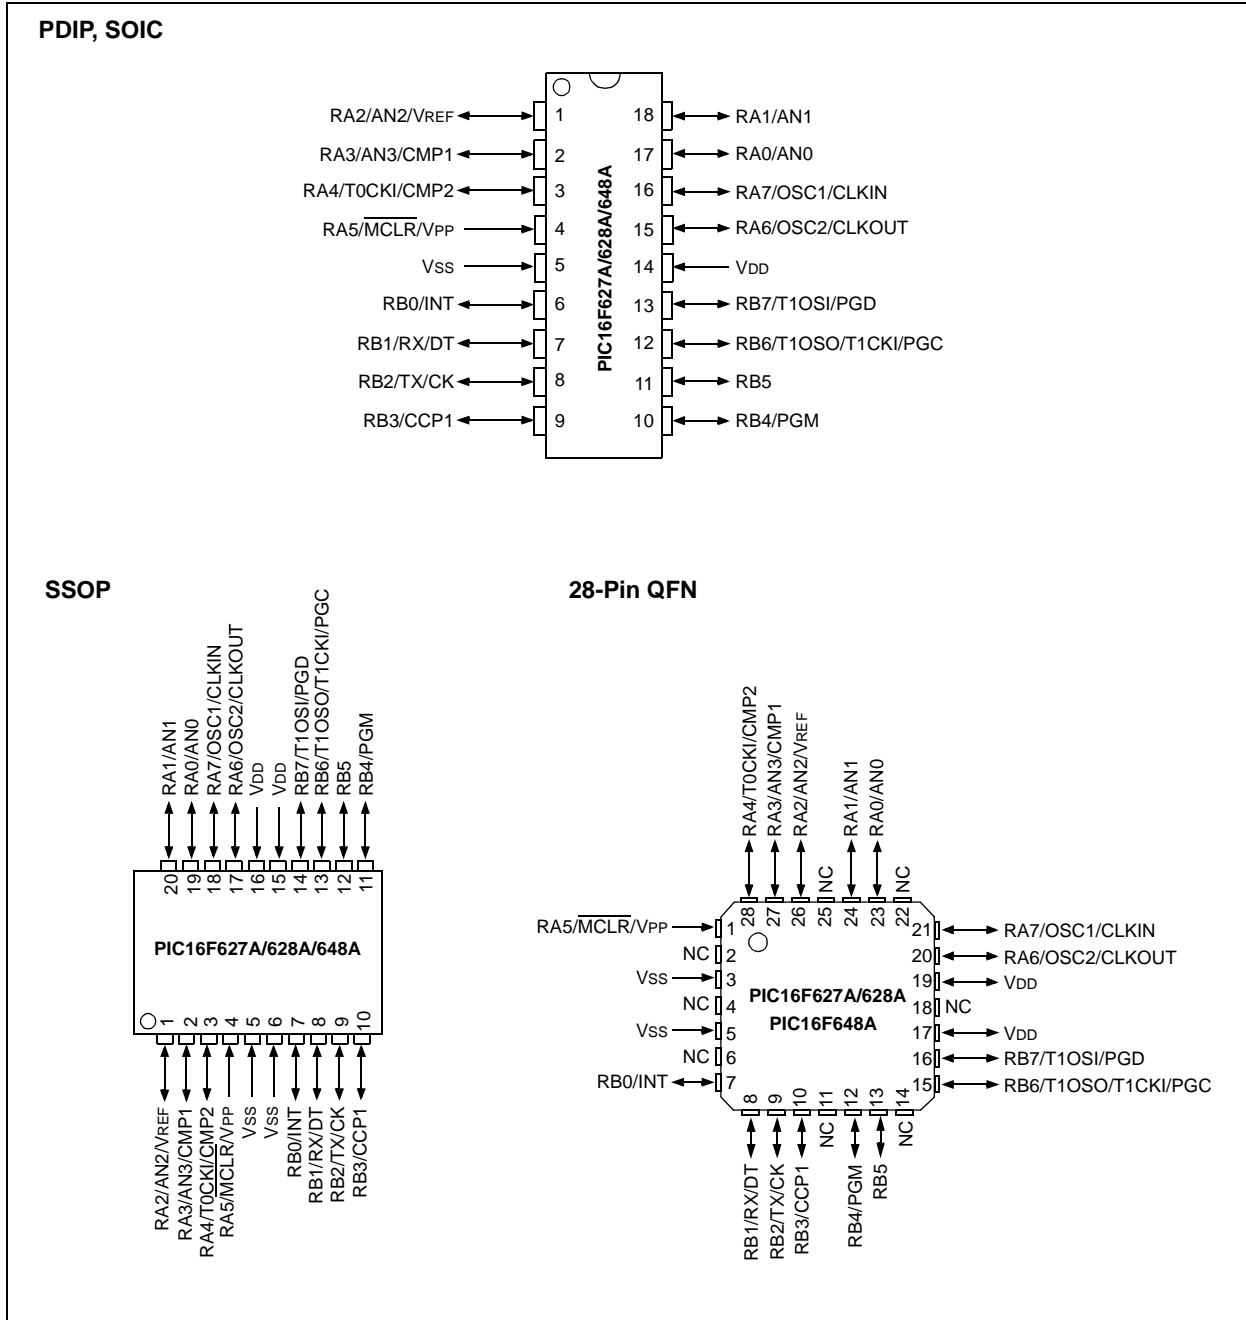 PDIP, SOIC
RA2/AN2/VREF 1 18 RA1/AN1
RA3/AN3/CMP1 2 17 RA0/AN0
RA4/T0CKI/CMP2 3 16 RA7/OSC1/CLKIN
RA5/MCLR/VPP 4 15 RA6/OSC2/CLKOUT
VSS 5 14 VDD
RB0/INT 6 13 RB7/T1OSI/PGD
RB1/RX/DT 7 12 RB6/T1OSO/T1CKI/PGC
RB2/TX/CK 8 11 RB5
RB3/CCP1 9 10 RB4/PGM
PIC16F627A/628A/648A
SSOP
RA1/AN1
RA0/AN0
RA7/OSC1/CLKIN
RA6/OSC2/CLKOUT
VDD
VDD
RB7/T1OSI/PGD
RB6/T1OSO/T1CKI/PGC
RB5
RB4/PGM
20 19 18 17 16 15 14 13 12 11
PIC16F627A/628A/648A
1 2 3 4 5 6 7 8 9 10
RA2/AN2/VREF
RA3/AN3/CMP1
RA4/T0CKI/CMP2
RA5/MCLR/VPP
VSS
VSS
RB0/INT
RB1/RX/DT
RB2/TX/CK
RB3/CCP1
28-Pin QFN
RA4/T0CKI/CMP2
RA3/AN3/CMP1
RA2/AN2/VREF
NC
RA1/AN1
RA0/AN0
NC
28 27 26 25 24 23 22
RA5/MCLR/VPP 1 21 RA7/OSC1/CLKIN
NC 2 20 RA6/OSC2/CLKOUT
VSS 3 19 VDD
NC 4 18 NC
VSS 5 17 VDD
NC 6 16 RB7/T1OSI/PGD
RB0/INT 7 15 RB6/T1OSO/T1CKI/PGC
PIC16F627A/628A
PIC16F648A
8 9 10 11 12 13 14
RB1/RX/DT
RB2/TX/CK
RB3/CCP1
NC
RB4/PGM
RB5
NC